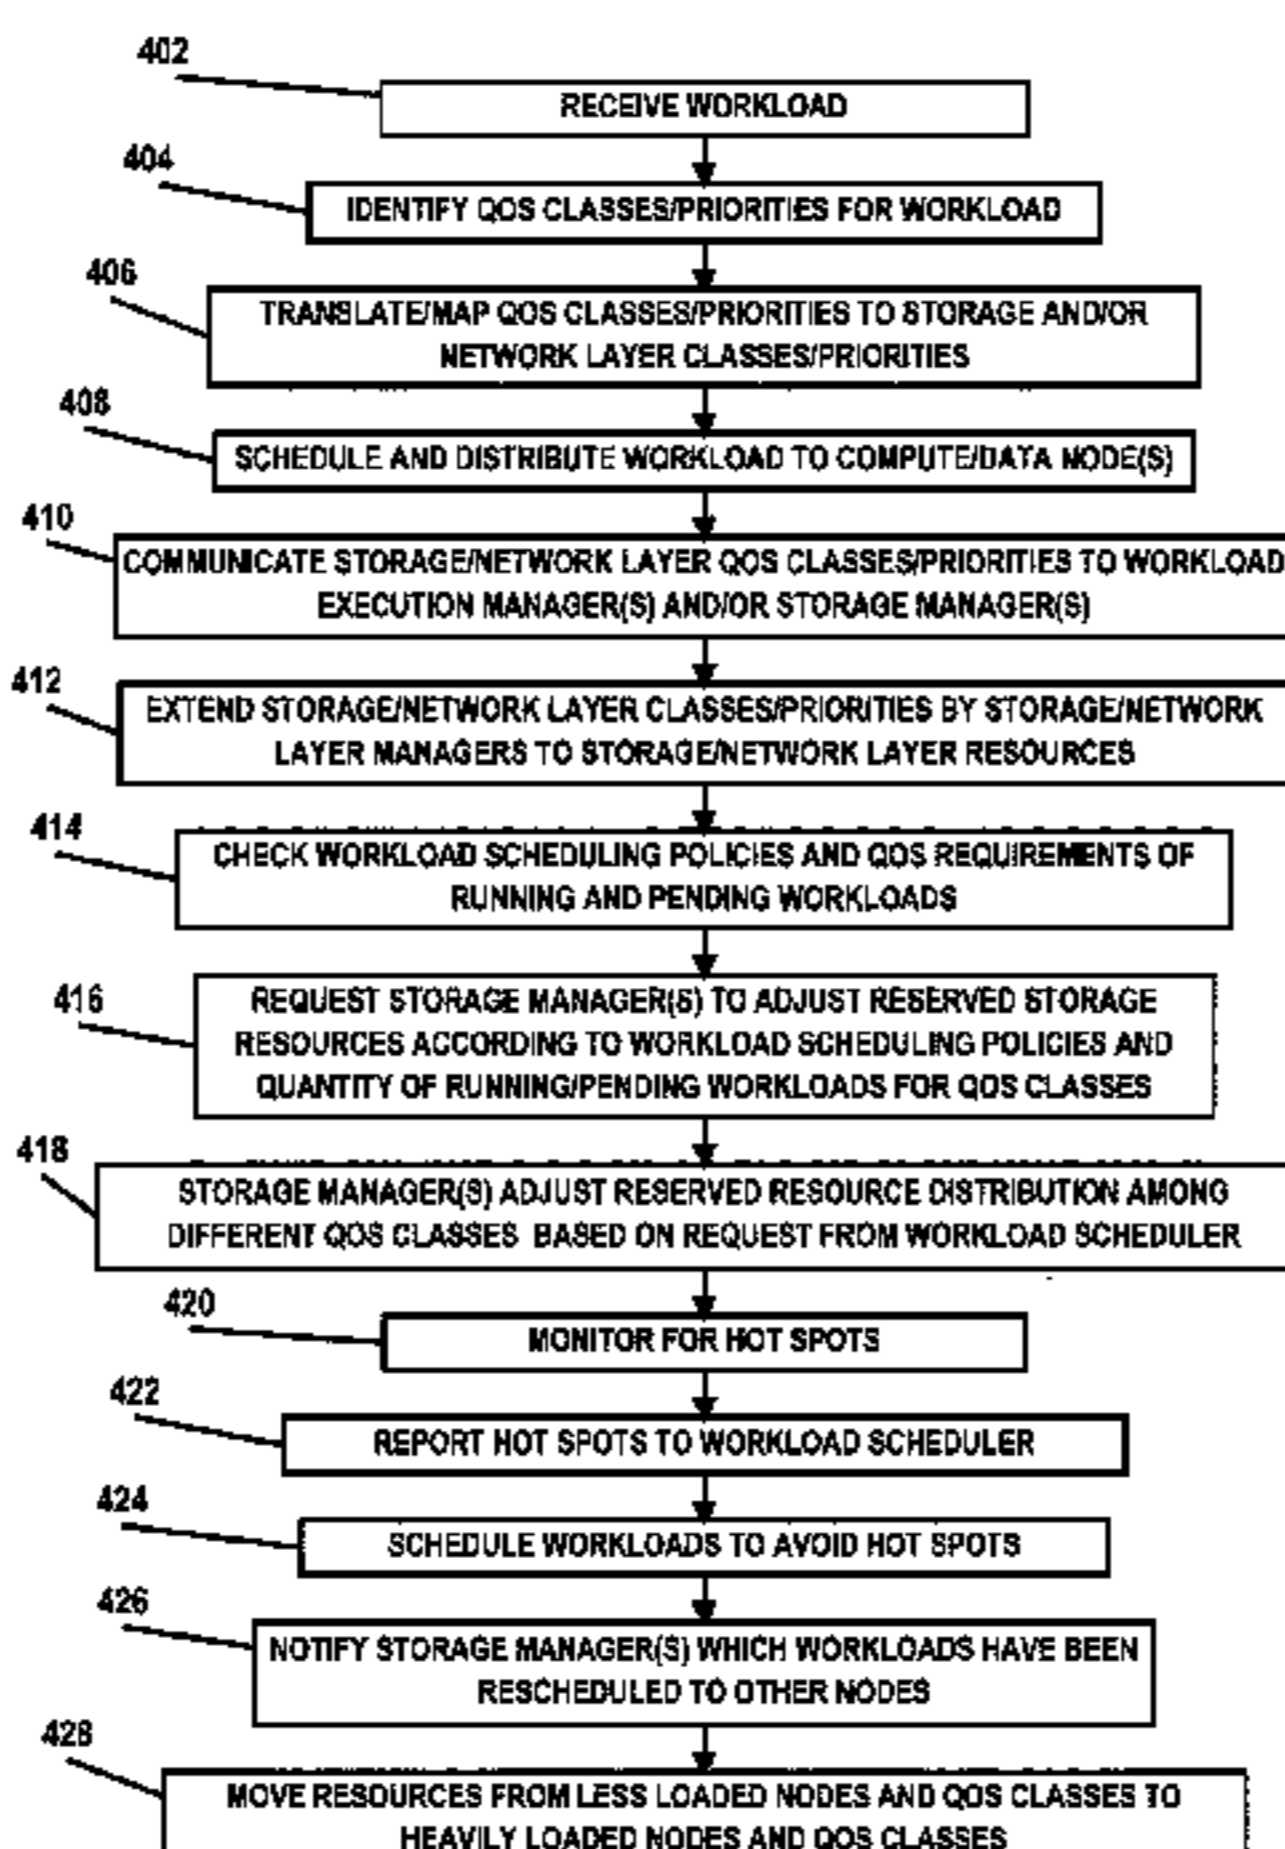 402
RECEIVE WORKLOAD
404
IDENTIFY QOS CLASSES/PRIORITIES FOR WORKLOAD
406
TRANSLATE/MAP QOS CLASSES/PRIORITIES TO STORAGE AND/OR
NETWORK LAYER CLASSES/PRIORITIES
408
SCHEDULE AND DISTRIBUTE WORKLOAD TO COMPUTE/DATA NODE(S)
410
COMMUNICATE STORAGE/NETWORK LAYER QOS CLASSES/PRIORITIES TO WORKLOAD
EXECUTION MANAGER(S) AND/OR STORAGE MANAGER(S)
412
EXTEND STORAGE/NETWORK LAYER CLASSES/PRIORITIES BY STORAGE/NETWORK
LAYER MANAGERS TO STORAGE/NETWORK LAYER RESOURCES
414
CHECK WORKLOAD SCHEDULING POLICIES AND QOS REQUIREMENTS OF
RUNNING AND PENDING WORKLOADS
416
REQUEST STORAGE MANAGER(S) TO ADJUST RESERVED STORAGE
RESOURCES ACCORDING TO WORKLOAD SCHEDULING POLICIES AND
QUANTITY OF RUNNING/PENDING WORKLOADS FOR QOS CLASSES
418
STORAGE MANAGER(S) ADJUST RESERVED RESOURCE DISTRIBUTION AMONG
DIFFERENT QOS CLASSES BASED ON REQUEST FROM WORKLOAD SCHEDULER
420
MONITOR FOR HOT SPOTS
422
REPORT HOT SPOTS TO WORKLOAD SCHEDULER
424
SCHEDULE WORKLOADS TO AVOID HOT SPOTS
426
NOTIFY STORAGE MANAGER(S) WHICH WORKLOADS HAVE BEEN
RESCHEDULED TO OTHER NODES
428
MOVE RESOURCES FROM LESS LOADED NODES AND QOS CLASSES TO
HEAVILY LOADED NODES AND QOS CLASSES